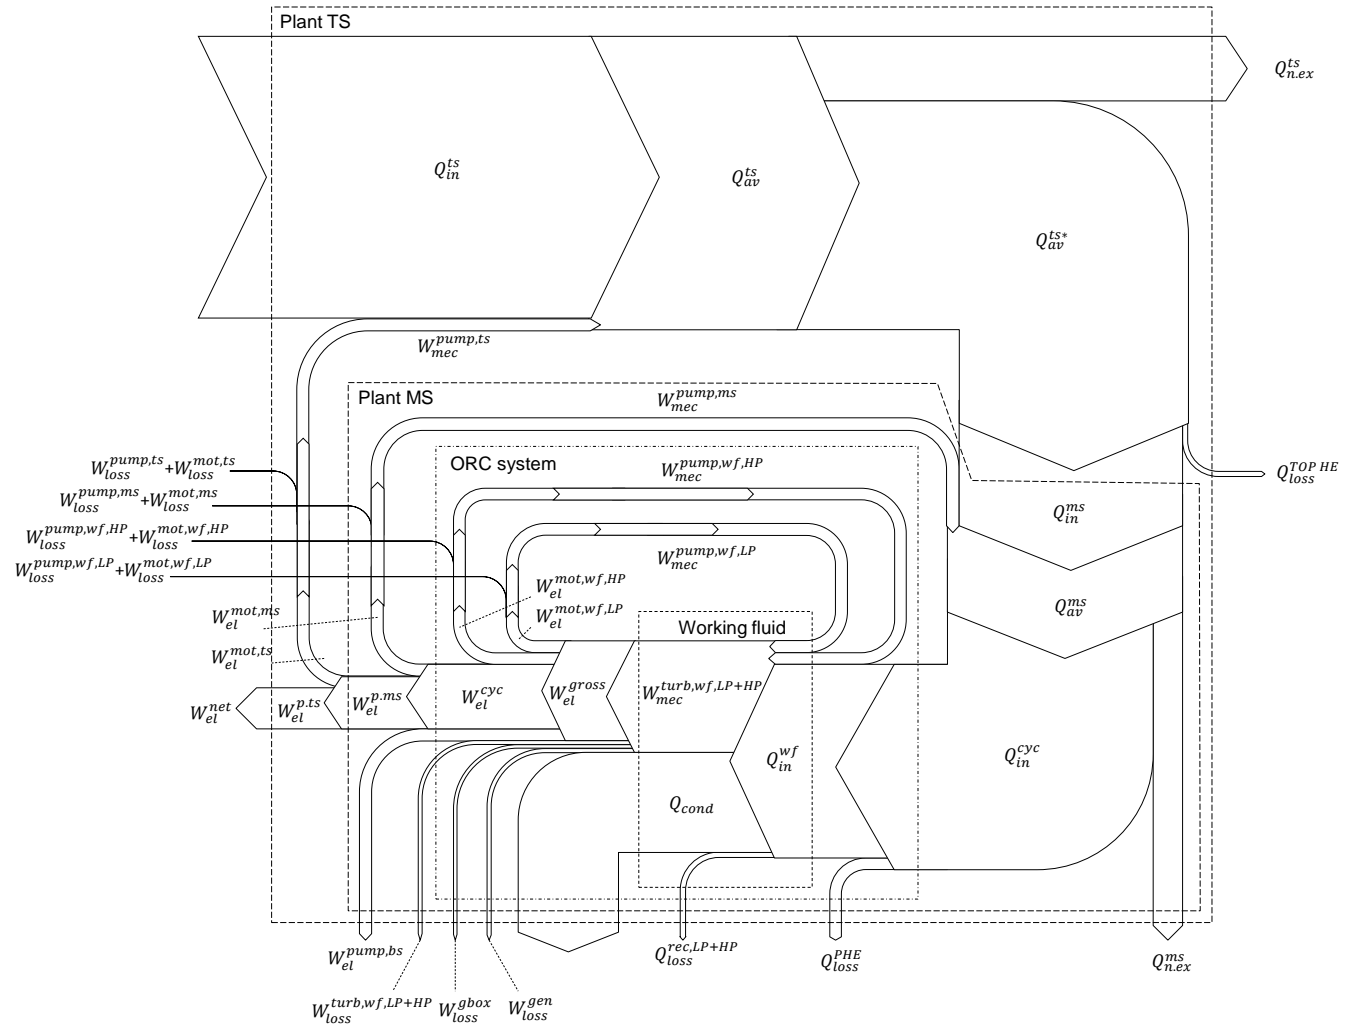 Plant TS
Q_{n.ex}^{ts}
Q_{in}^{ts}
Q_{av}^{ts}
Q_{av}^{ts*}
W_{mec}^{pump,ts}
Plant MS
W_{mec}^{pump,ms}
ORC system
W_{mec}^{pump,wf,HP}
W_{loss}^{pump,ts}+W_{loss}^{mot,ts}
Q_{loss}^{TOP HE}
W_{loss}^{pump,ms}+W_{loss}^{mot,ms}
Q_{in}^{ms}
W_{loss}^{pump,wf,HP}+W_{loss}^{mot,wf,HP}
W_{mec}^{pump,wf,LP}
W_{loss}^{pump,wf,LP}+W_{loss}^{mot,wf,LP}
W_{el}^{mot,wf,HP}
Q_{av}^{ms}
W_{el}^{mot,ms}
W_{el}^{mot,wf,LP}
Working fluid
W_{el}^{mot,ts}
W_{el}^{net}
W_{el}^{p.ts}
W_{el}^{p.ms}
W_{el}^{cyc}
W_{el}^{gross}
W_{mec}^{turb,wf,LP+HP}
Q_{in}^{wf}
Q_{in}^{cyc}
Q_{cond}
W_{el}^{pump,bs}
Q_{loss}^{rec,LP+HP}
Q_{loss}^{PHE}
Q_{n.ex}^{ms}
W_{loss}^{turb,wf,LP+HP}
W_{loss}^{gbox}
W_{loss}^{gen}